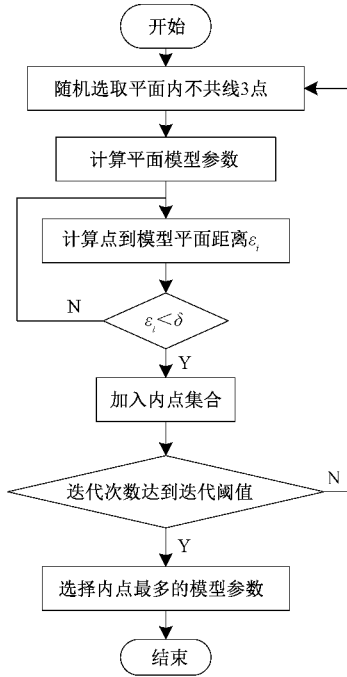 开始
随机选取平面内不共线3点
计算平面模型参数
计算点到模型平面距离εᵢ
N
εᵢ<δ
Y
加入内点集合
迭代次数达到迭代阈值
N
Y
选择内点最多的模型参数
结束